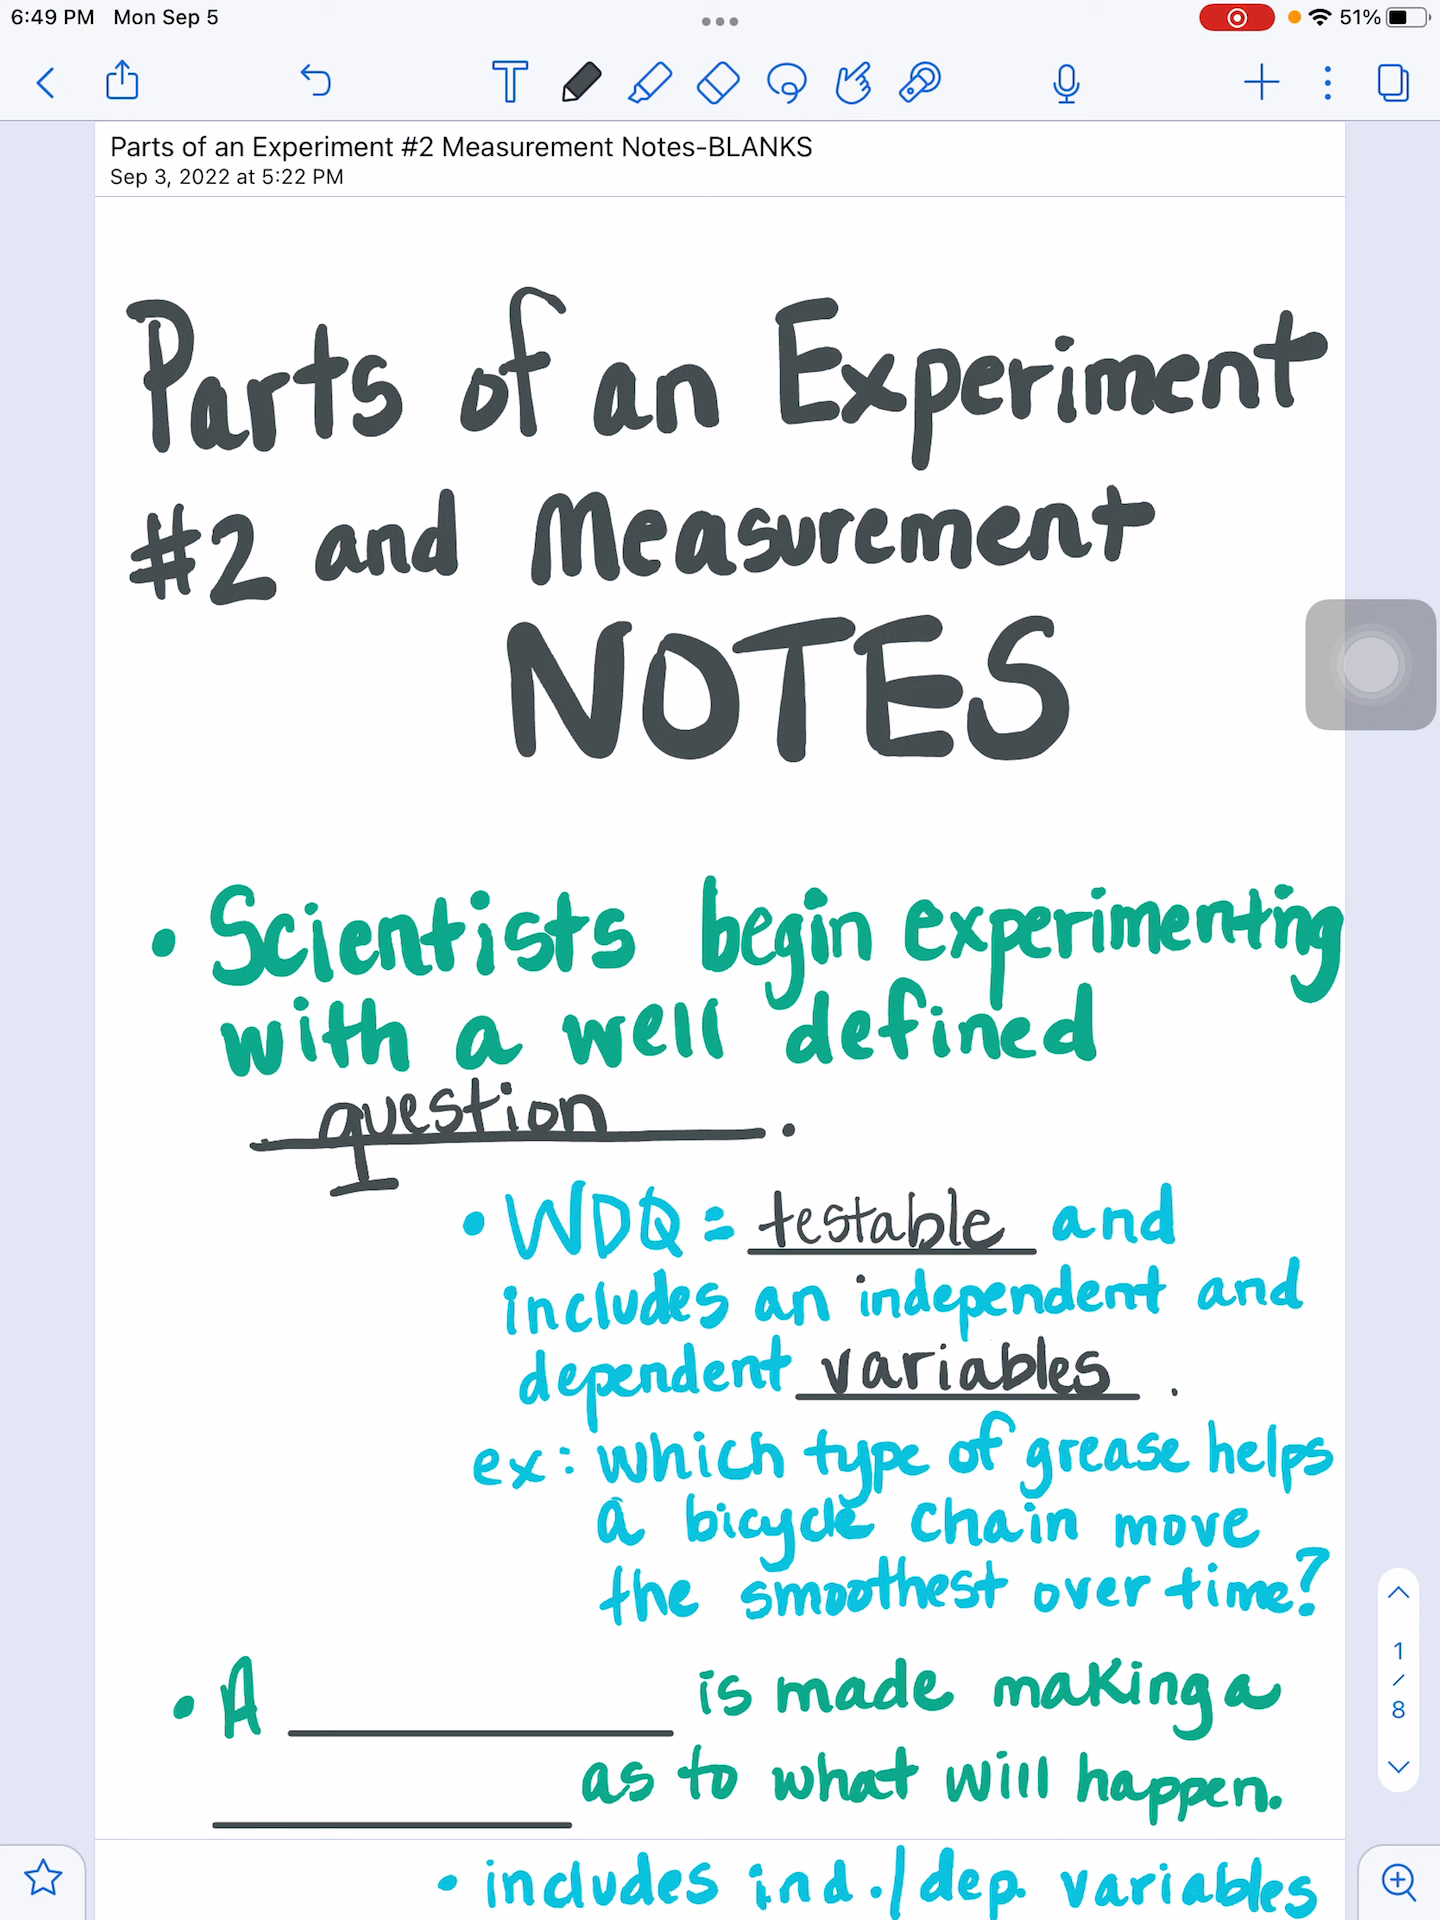 6:49 PM Mon Sep 5
51%
Parts of an Experiment #2 Measurement Notes-BLANKS
Sep 3, 2022 at 5:22 PM
Parts of an Experiment
#2 and Measurement
NOTES
• Scientists begin experimenting
with a well defined
question.
• WDQ = testable and
includes an independent and
dependent variables.
ex: which type of grease helps
a bicycle chain move
the smoothest over time?
• A ________ is made making a
________ as to what will happen.
• includes ind./dep. variables
1
/
8